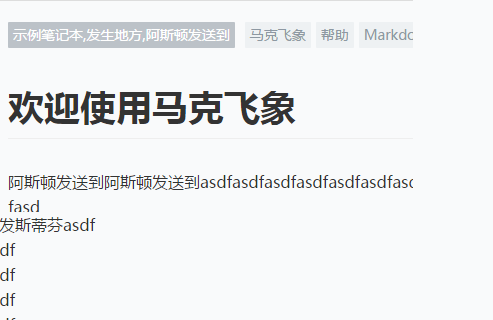 示例笔记本,发生地方,阿斯顿发送到 马克飞象 帮助 Markdo
欢迎使用马克飞象
阿斯顿发送到阿斯顿发送到asdfasdfasdfasdfasdfasdfasd
fasd
发斯蒂芬asdf
df
df
df